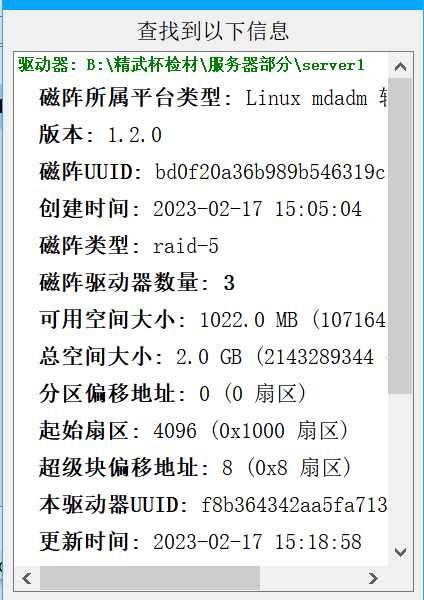 查找到以下信息
驱动器: B:\精武杯检材\服务器部分\server1
磁阵所属平台类型: Linux mdadm
版本: 1.2.0
磁阵UUID: bd0f20a36b989b546319c
创建时间: 2023-02-17 15:05:04
磁阵类型: raid-5
磁阵驱动器数量: 3
可用空间大小: 1022.0 MB (107164
总空间大小: 2.0 GB (2143289344
分区偏移地址: 0 (0 扇区)
起始扇区: 4096 (0x1000 扇区)
超级块偏移地址: 8 (0x8 扇区)
本驱动器UUID: f8b364342aa5fa713
更新时间: 2023-02-17 15:18:58